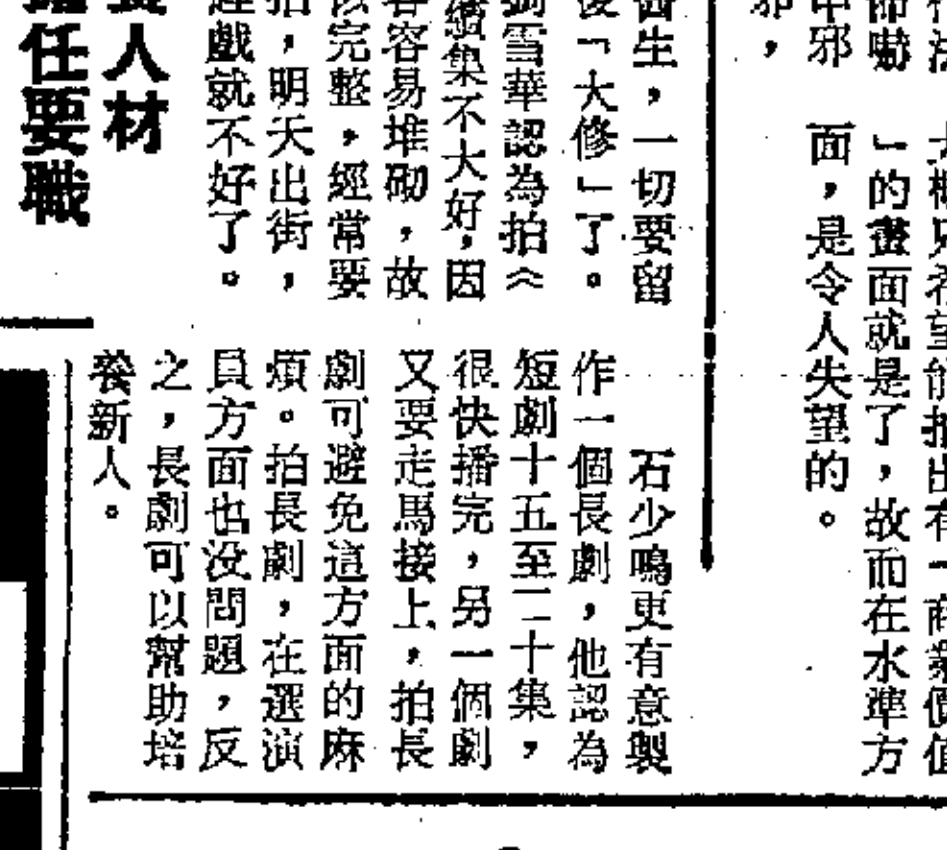 中邪
邪，
」的畫面就是了，故而在水準方
面，是令人失望的。
醫生，一切要留
後「大修」了。
劉雪華認為拍《
續集不大好，因
容容易堆砌，故
完整，經常要
拍，明天出街，
連戲就不好了。
石少鳴更有意製
作一個長劇，他認為
短劇十五至二十集，
很快播完，另一個劇
又要走馬接上，拍長
劇可避免這方面的麻
煩。拍長劇，在選演
員方面也没問題，反
之，長劇可以幫助培
養新人。
人材
任要職